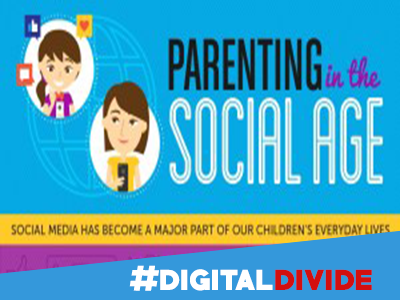 PARENTING in the
SOCIAL AGE
SOCIAL MEDIA HAS BECOME A MAJOR PART OF OUR CHILDREN'S EVERYDAY LIVES
#DIGITALDIVIDE